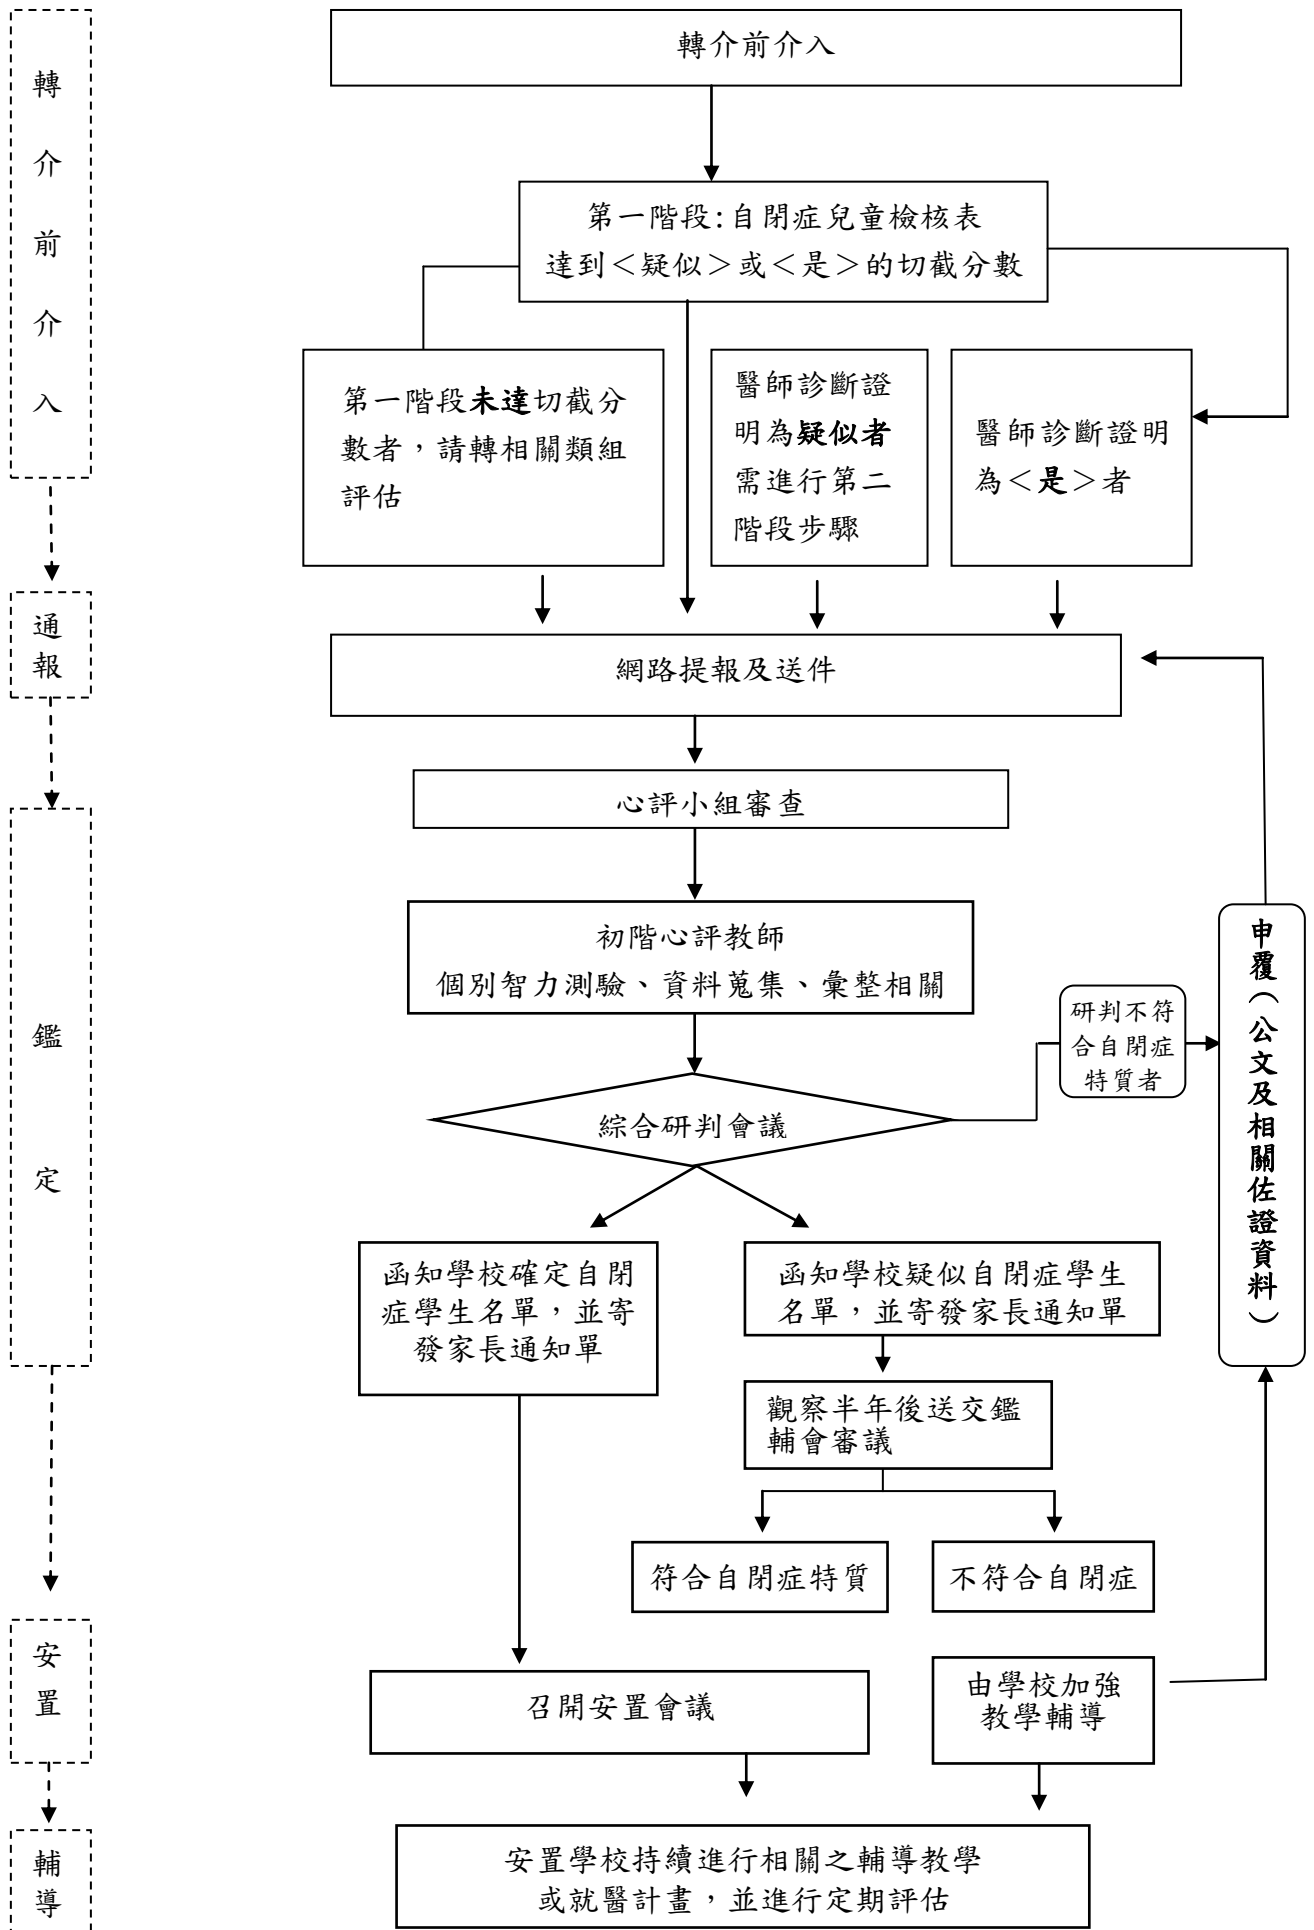 轉介前介入
轉介前介入
第一階段:自閉症兒童檢核表
達到<疑似>或<是>的切截分數
第一階段未達切截分
數者，請轉相關類組
評估
醫師診斷證
明為疑似者
需進行第二
階段步驟
醫師診斷證明
為<是>者
通報
網路提報及送件
心評小組審查
鑑定
初階心評教師
個別智力測驗、資料蒐集、彙整相關
研判不符
合自閉症
特質者
申覆（公文及相關佐證資料）
綜合研判會議
函知學校確定自閉
症學生名單，並寄
發家長通知單
函知學校疑似自閉症學生
名單，並寄發家長通知單
觀察半年後送交鑑
輔會審議
符合自閉症特質
不符合自閉症
安置
召開安置會議
由學校加強
教學輔導
輔導
安置學校持續進行相關之輔導教學
或就醫計畫，並進行定期評估